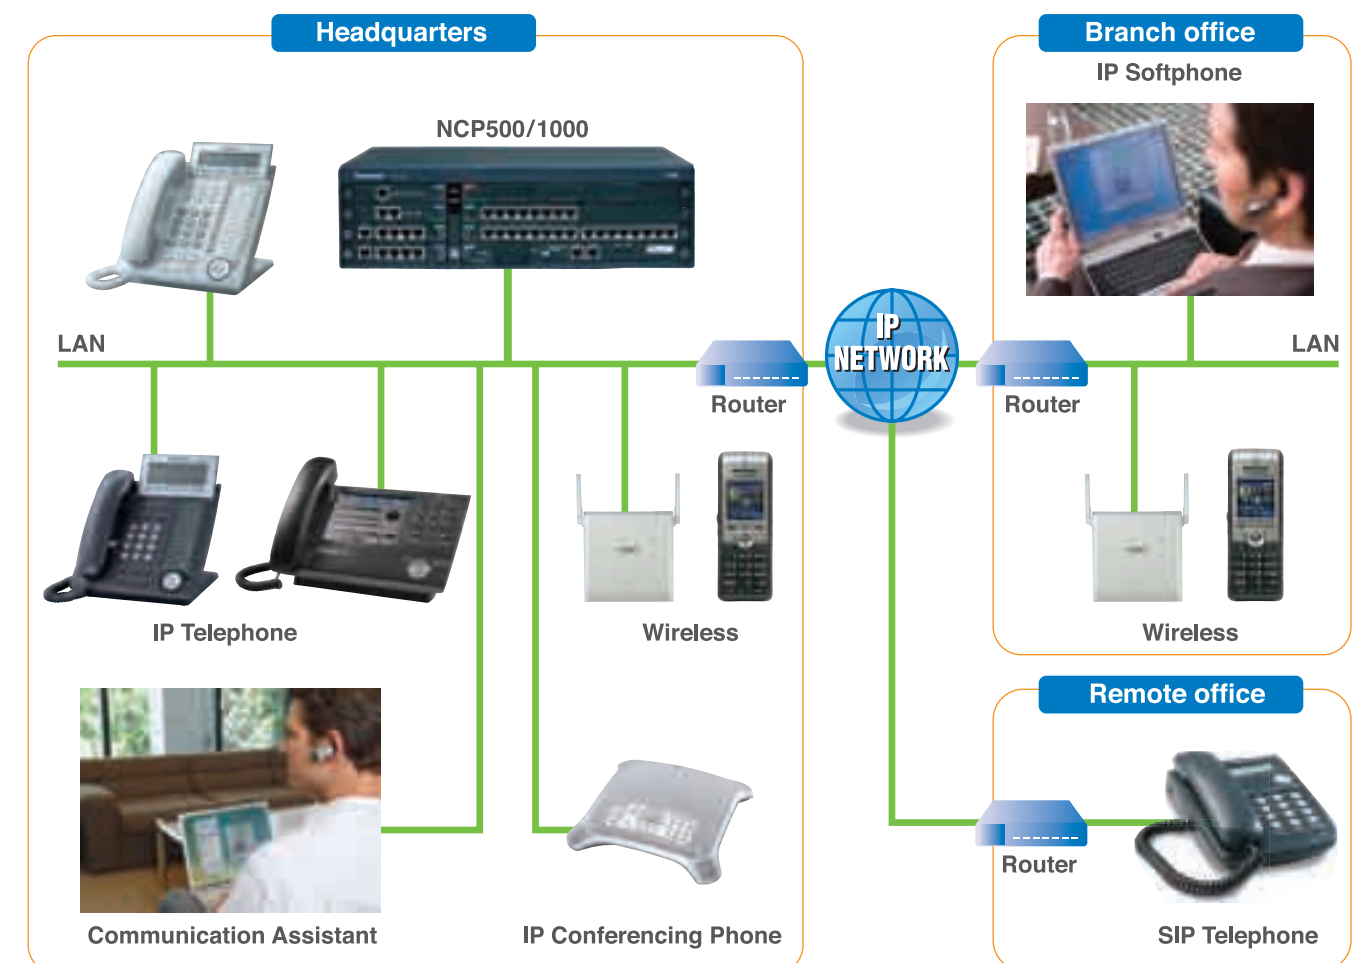 Headquarters
Branch office
IP Softphone
NCP500/1000
LAN
IP
NETWORK
LAN
Router
Router
IP Telephone
Wireless
Wireless
Remote office
Router
Communication Assistant
IP Conferencing Phone
SIP Telephone